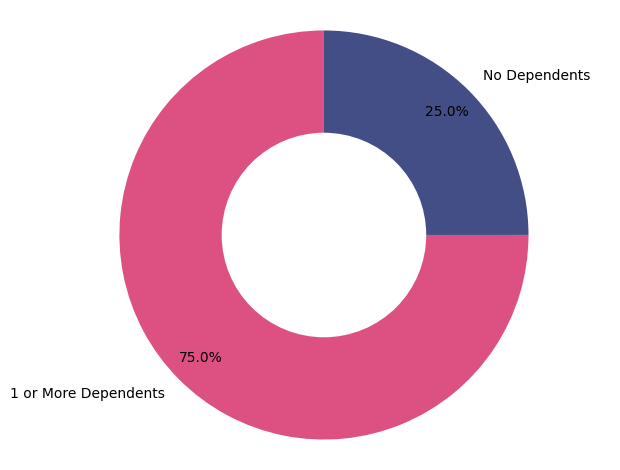 No Dependents
25.0%
75.0%
1 or More Dependents